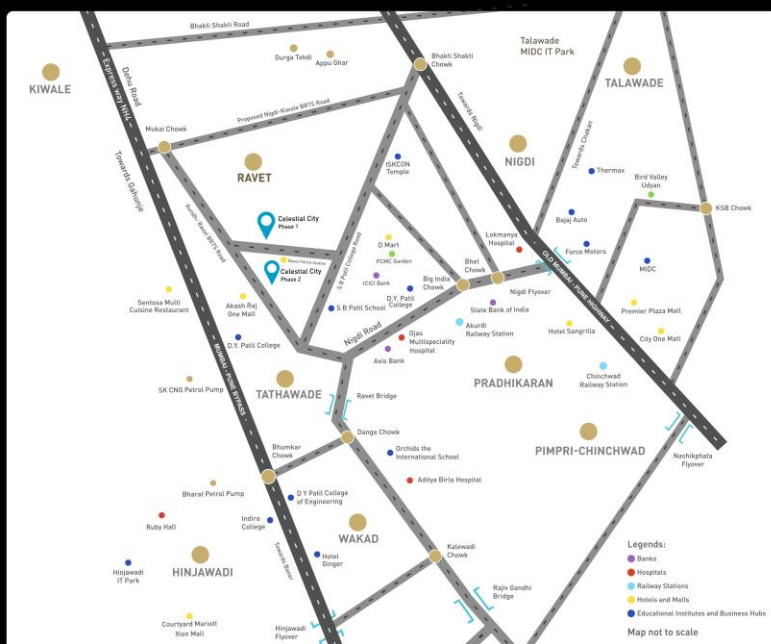 Bhakti Shakti Road
Talawade
MIDC IT Park
Durga Tekdi
Appu Ghar
Bhakti Shakti
Chowk
KIWALE
Express way NH4
Dehu Road
TALAWADE
Towards Nigdi
Proposed Nigdi-Kiwale BRTS Road
Mukai Chowk
NIGDI
Towards Chakan
Towards Gahunje
RAVET
ISKCON
Temple
Thermax
Bird Valley
Udyan
Aundh-Ravet BRTS Road
Celestial City
Phase 1
Bajaj Auto
KSB Chowk
S B Patil College Road
D Mart
PCMC Garden
Lokmanya
Hospital
Force Motors
Ravet Police Station
Celestial City
Phase 2
ICICI Bank
Big India
Chowk
Bhel
Chowk
MIDC
OLD MUMBAI - PUNE HIGHWAY
D.Y. Patil
College
Nigdi Flyover
Sentosa Multi
Cuisine Restaurant
Akash Raj
One Mall
S B Patil School
State Bank of India
Premier Plaza Mall
Nigdi Road
Akurdi
Railway Station
Hotel Sangrilla
City One Mall
D.Y. Patil College
Ojas
Multispeciality
Hospital
MUMBAI - PUNE BYPASS
Axis Bank
Chinchwad
Railway Station
SK CNG Petrol Pump
TATHAWADE
PRADHIKARAN
Ravet Bridge
Dange Chowk
PIMPRI-CHINCHWAD
Nashikphata
Flyover
Bhumkar
Chowk
Orchids the
International School
Bharat Petrol Pump
Aditya Birla Hospital
D Y Patil College
of Engineering
Ruby Hall
Indira
College
WAKAD
Towards Baner
Hotel
Ginger
Kalewadi
Chowk
HINJAWADI
Hinjawadi
IT Park
Rajiv Gandhi
Bridge
Courtyard Mariott
Xion Mall
Hinjawadi
Flyover
Legends:
Banks
Hospitals
Railway Stations
Hotels and Malls
Educational Institutes and Business Hubs
Map not to scale